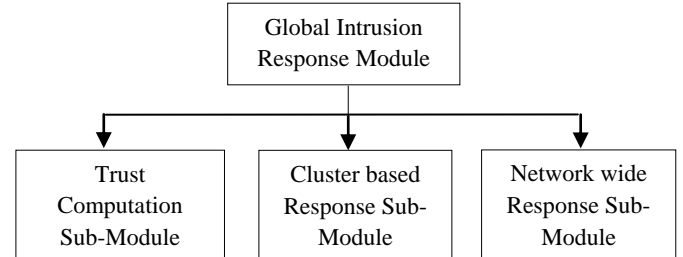 Global Intrusion
Response Module
Trust
Computation
Sub-Module
Cluster based
Response Sub-
Module
Network wide
Response Sub-
Module